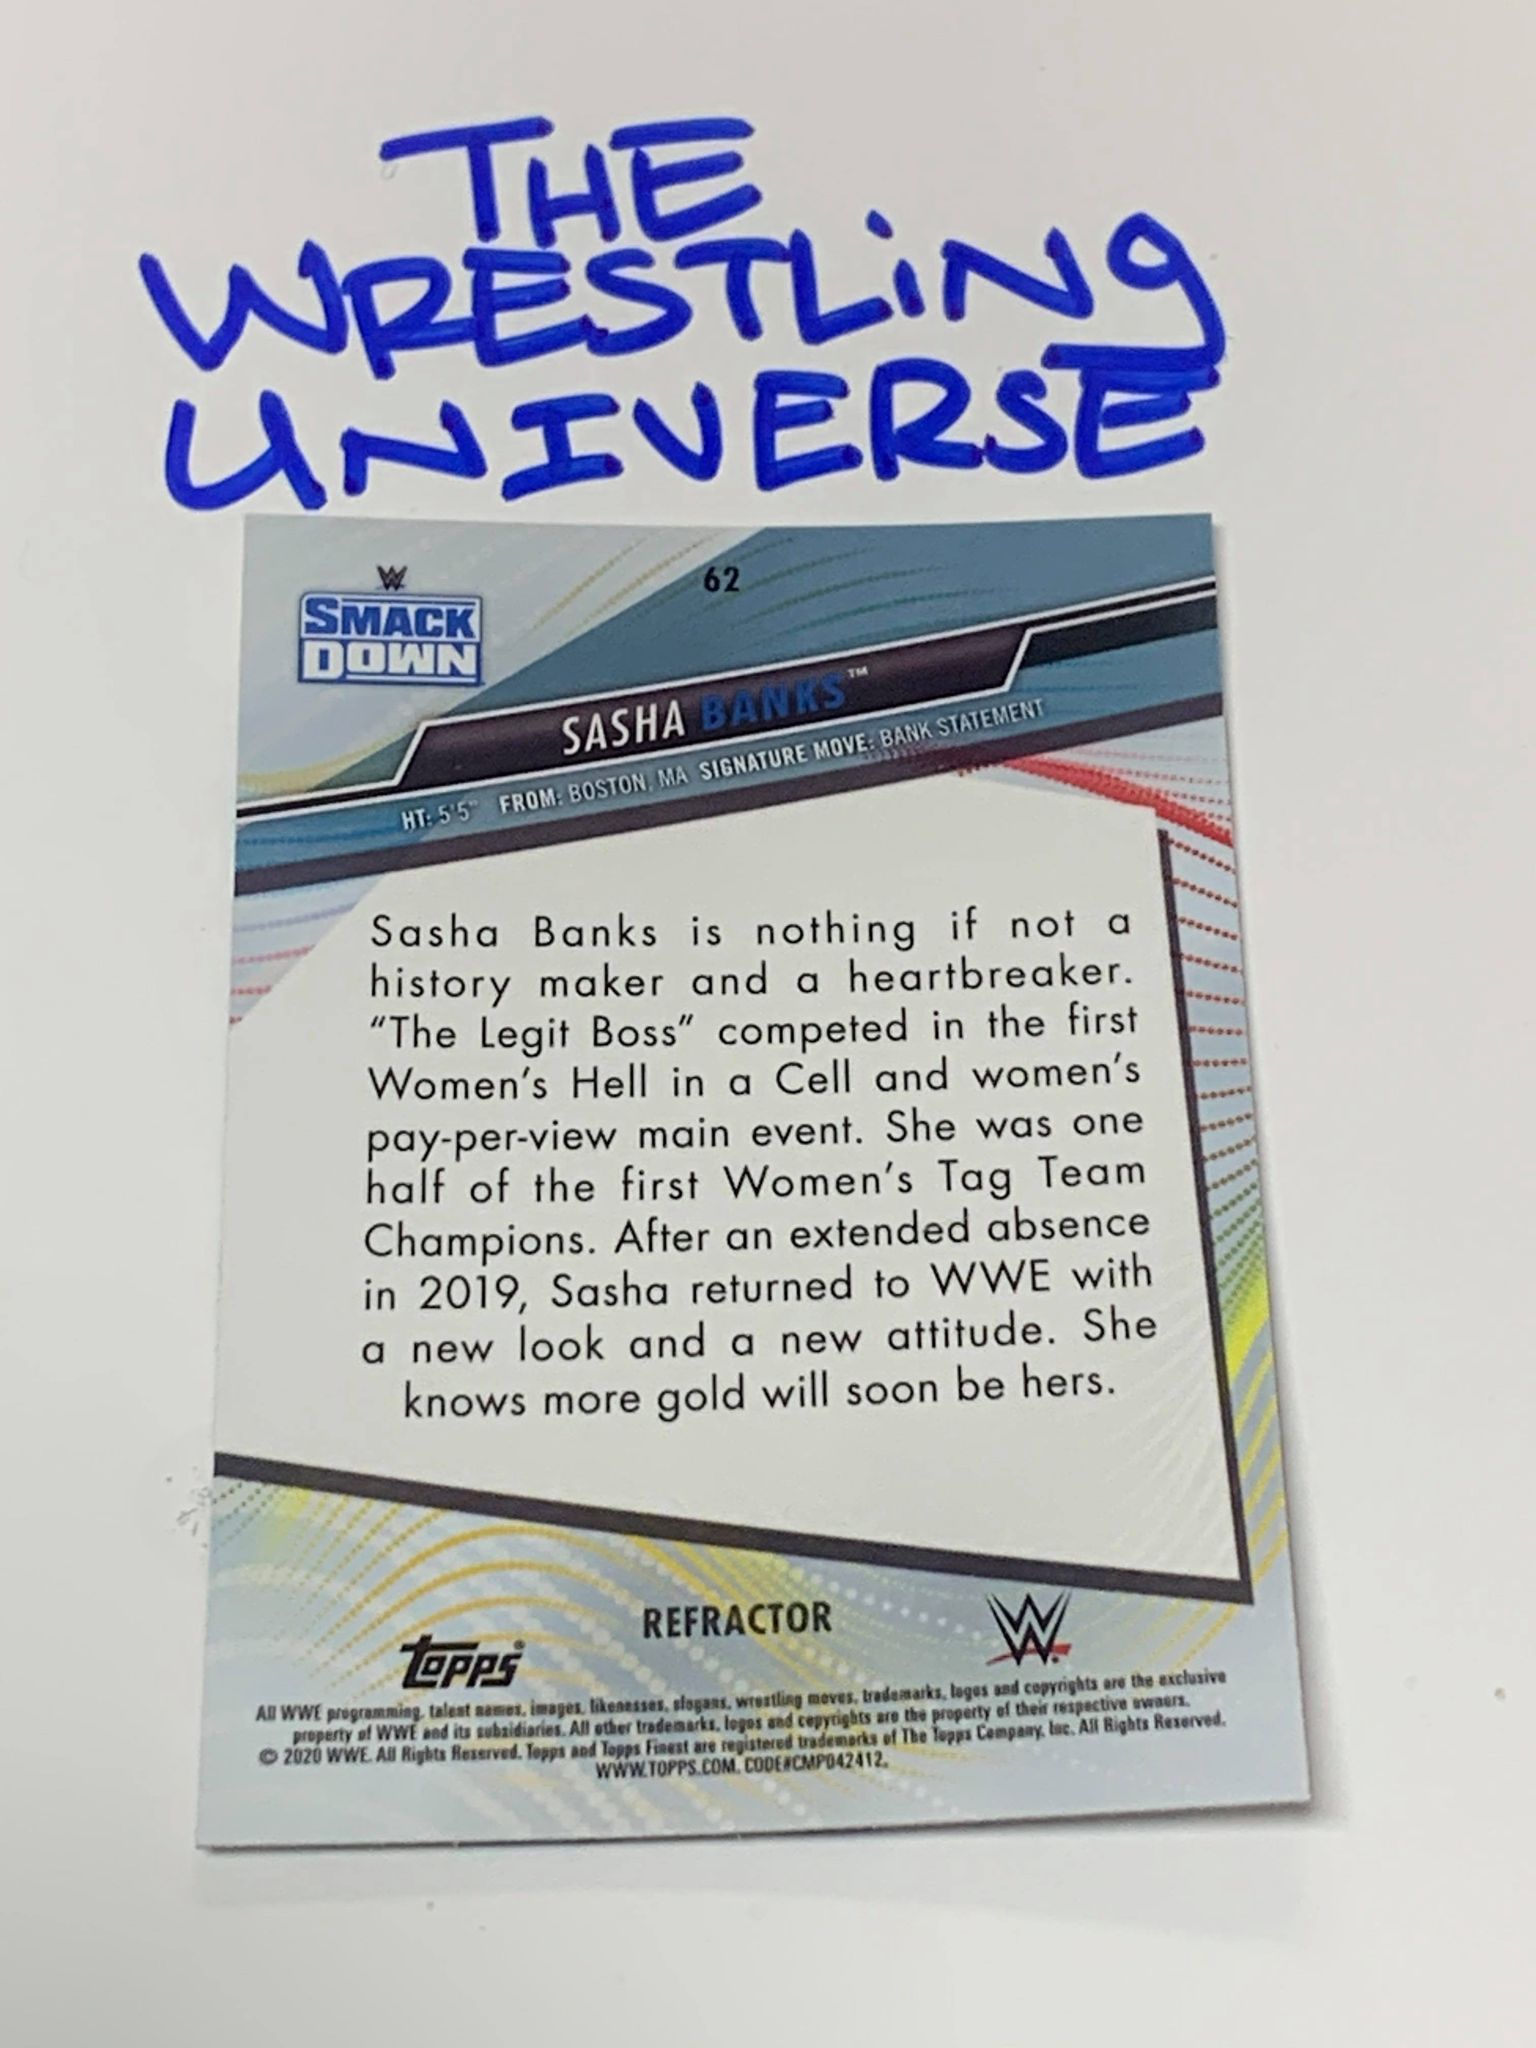 THE
WRESTLiNg
UNIVERSE
62
W
SMACK
DOWN
SASHA BANKS™
HT: 5'5" FROM: BOSTON, MA SIGNATURE MOVE: BANK STATEMENT
Sasha Banks is nothing if not a
history maker and a heartbreaker.
“The Legit Boss” competed in the first
Women's Hell in a Cell and women's
pay-per-view main event. She was one
half of the first Women's Tag Team
Champions. After an extended absence
in 2019, Sasha returned to WWE with
a new look and a new attitude. She
knows more gold will soon be hers.
REFRACTOR
topps®
W
All WWE programming, talent names, images, likenesses, slogans, wrestling moves, trademarks, logos and copyrights are the exclusive
property of WWE and its subsidiaries. All other trademarks, logos and copyrights are the property of their respective owners.
© 2020 WWE. All Rights Reserved. Topps and Topps Finest are registered trademarks of The Topps Company, Inc. All Rights Reserved.
WWW.TOPPS.COM. CODE#CMP042412.